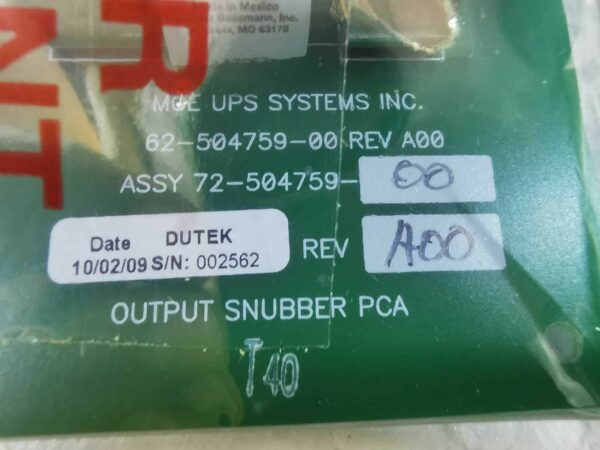 in Mexico
Bussmann, Inc.
MO 63178
R
NT
MGE UPS SYSTEMS INC.
62-504759-00 REV A00
ASSY 72-504759-00
Date DUTEK
10/02/09 S/N: 002562
REV A00
OUTPUT SNUBBER PCA
T40